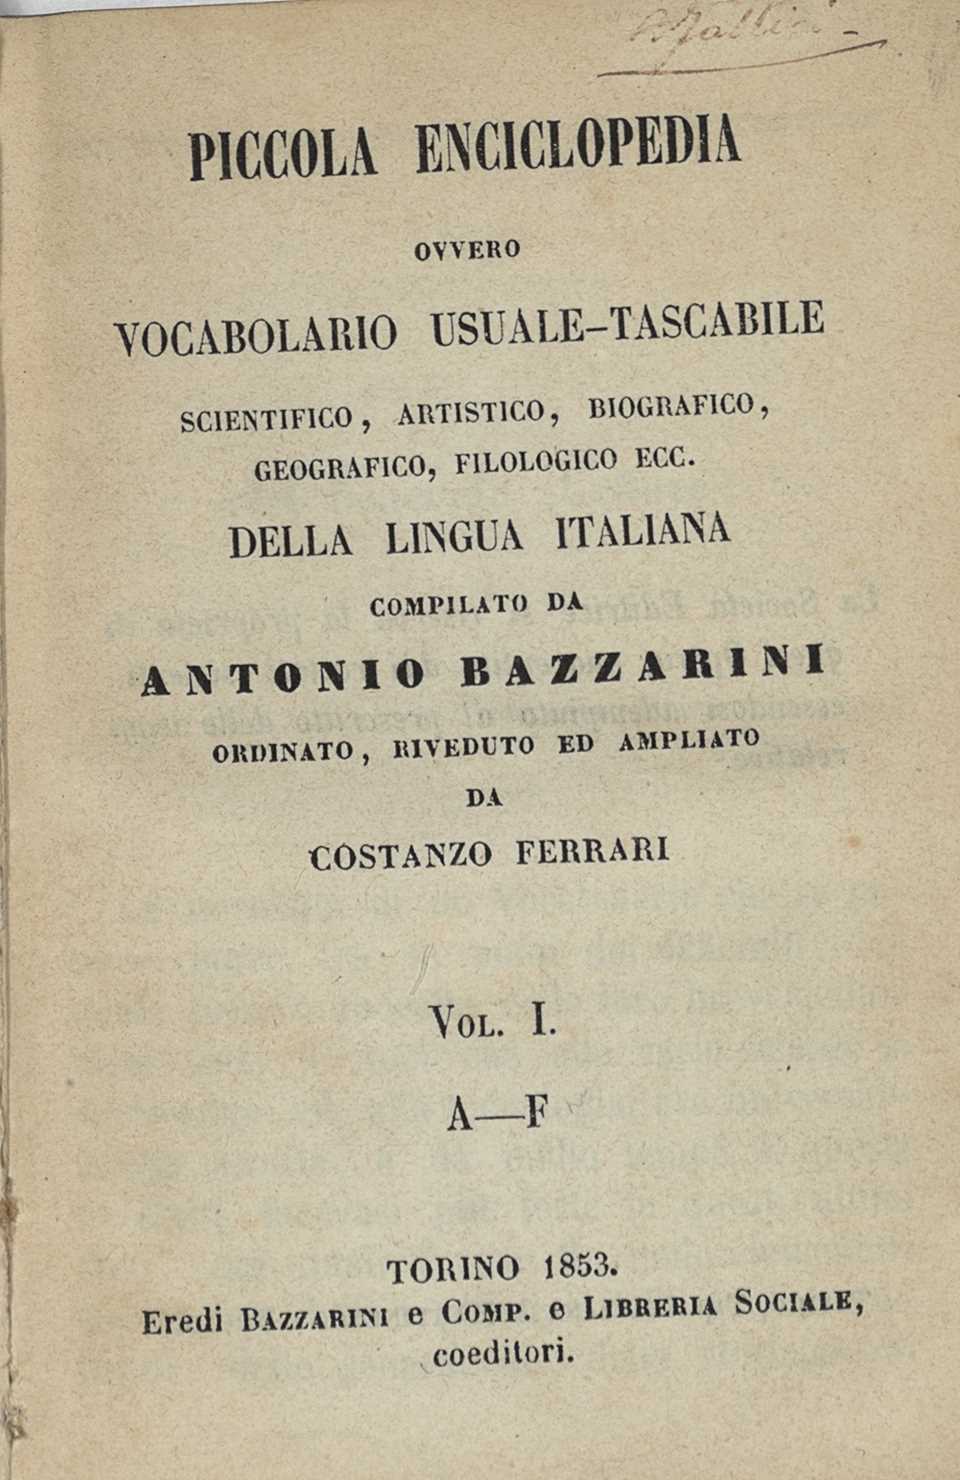 PICCOLA ENCICLOPEDIA
OVVERO
VOCABOLARIO USUALE-TASCABILE
SCIENTIFICO, ARTISTICO, BIOGRAFICO,
GEOGRAFICO, FILOLOGICO ECC.
DELLA LINGUA ITALIANA
COMPILATO DA
ANTONIO BAZZARINI
ORDINATO, RIVEDUTO ED AMPLIATO
DA
COSTANZO FERRARI
VOL. I.
A—F
TORINO 1853.
Eredi BAZZARINI e COMP. e LIBRERIA SOCIALE,
coeditori.